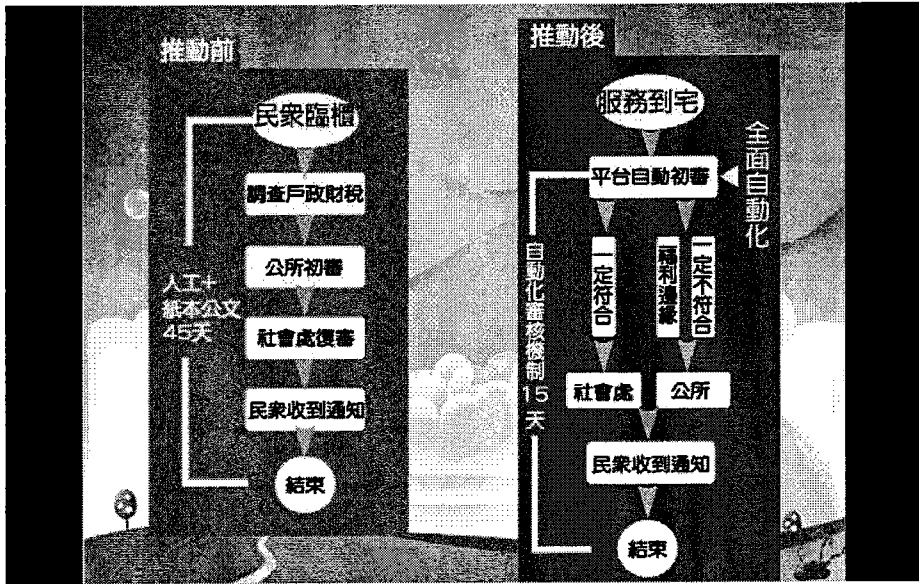 推動前
民眾臨櫃
調查戶政財稅
公所初審
社會處復審
民眾收到通知
結束
人工+
紙本公文
45天
推動後
服務到宅
平台自動初審
全面自動化
一定符合
福利邊緣
一定不符合
社會處
公所
民眾收到通知
結束
自動化審核機制15天